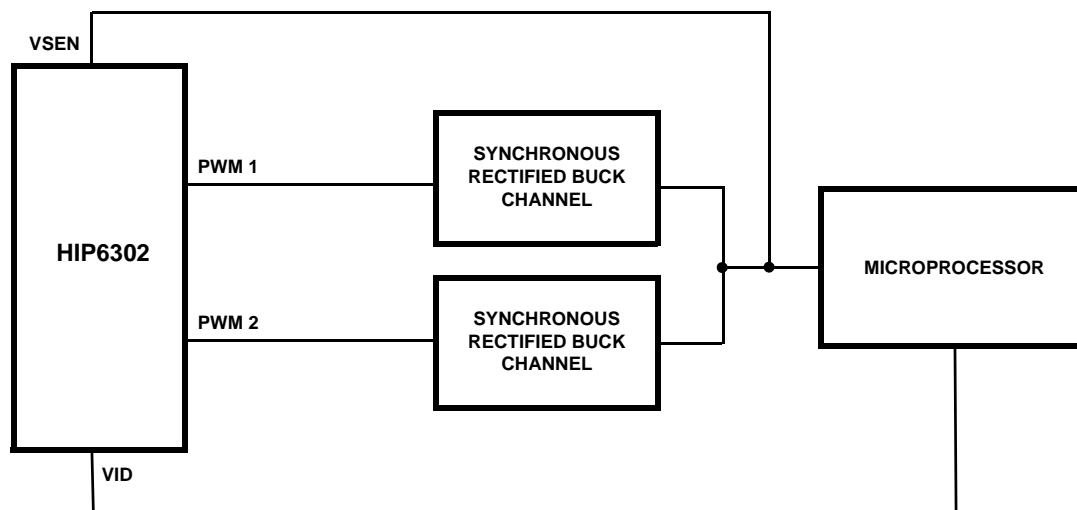 VSEN
PWM 1
SYNCHRONOUS
RECTIFIED BUCK
CHANNEL
HIP6302
MICROPROCESSOR
PWM 2
SYNCHRONOUS
RECTIFIED BUCK
CHANNEL
VID